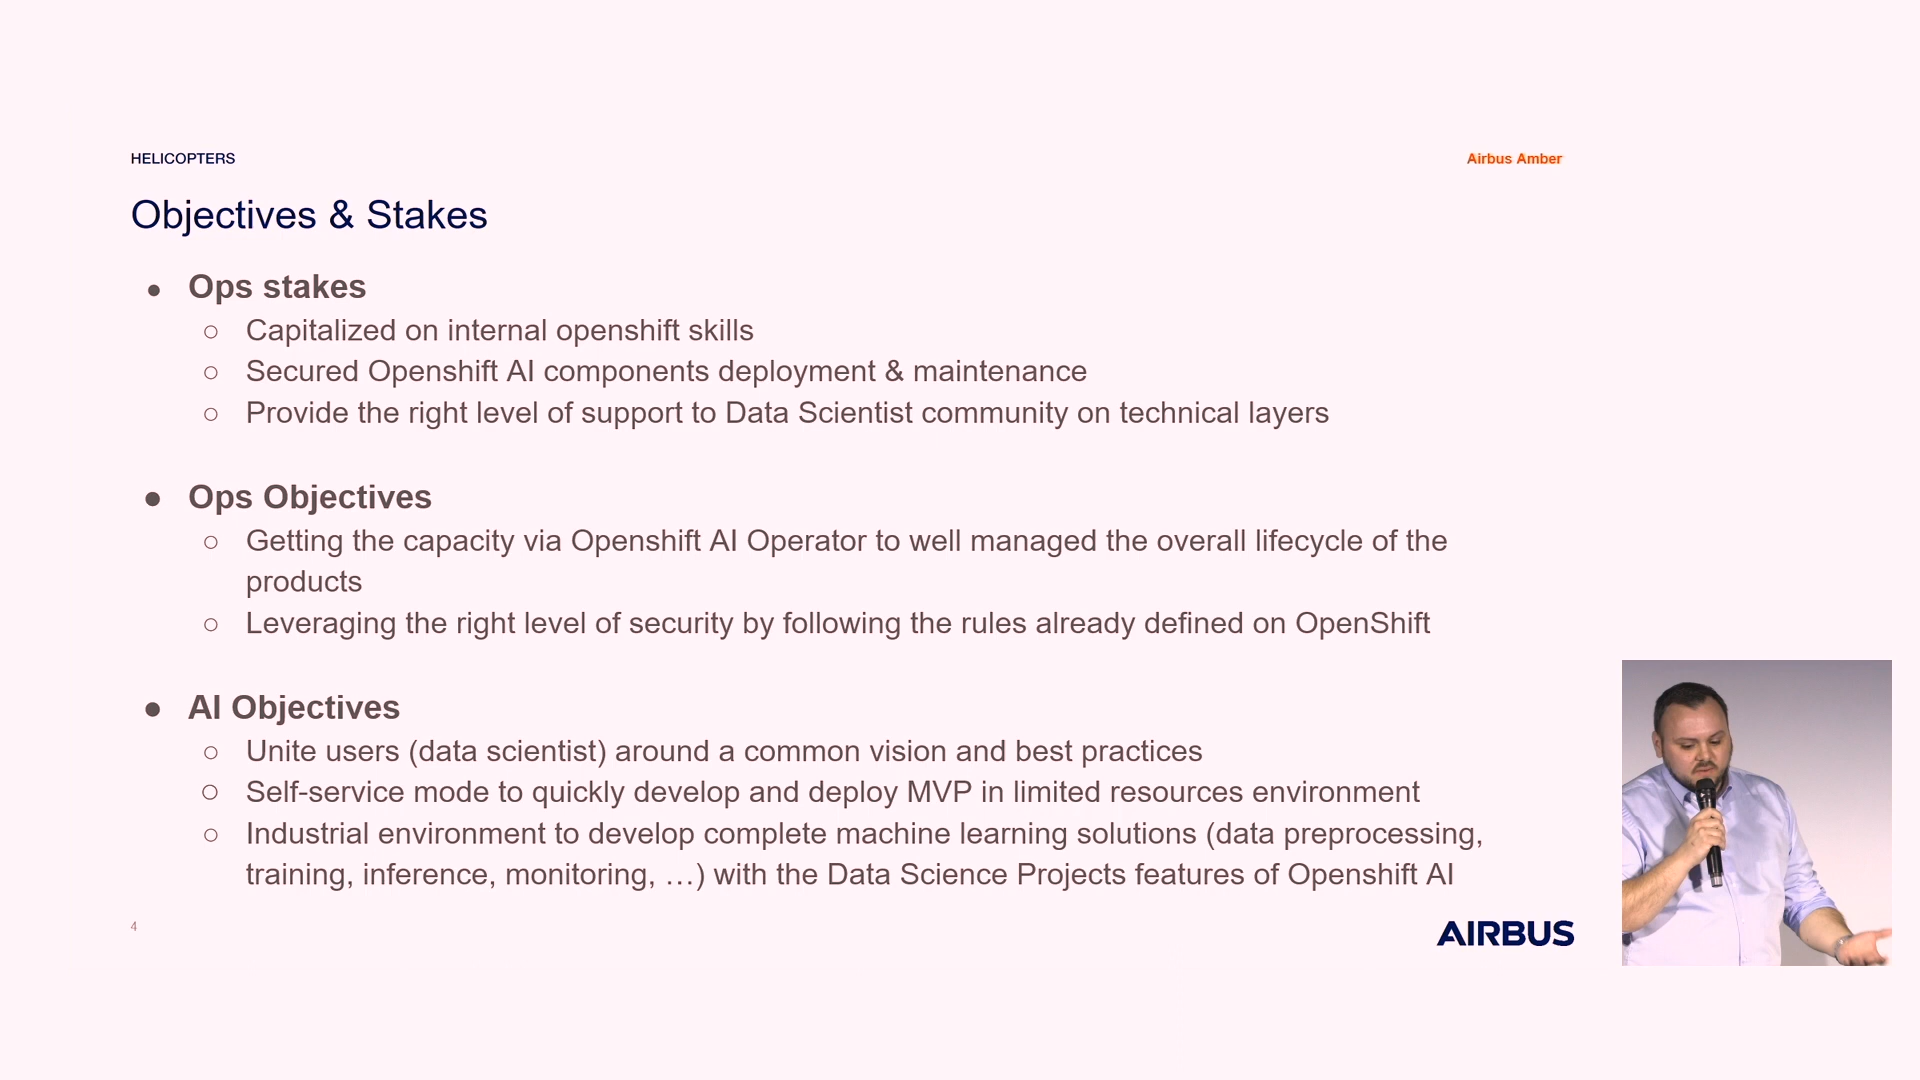 HELICOPTERS
Airbus Amber
Objectives & Stakes
● Ops stakes
○ Capitalized on internal openshift skills
○ Secured Openshift AI components deployment & maintenance
○ Provide the right level of support to Data Scientist community on technical layers
● Ops Objectives
○ Getting the capacity via Openshift AI Operator to well managed the overall lifecycle of the
products
○ Leveraging the right level of security by following the rules already defined on OpenShift
● AI Objectives
○ Unite users (data scientist) around a common vision and best practices
○ Self-service mode to quickly develop and deploy MVP in limited resources environment
○ Industrial environment to develop complete machine learning solutions (data preprocessing,
training, inference, monitoring, …) with the Data Science Projects features of Openshift AI
4
AIRBUS